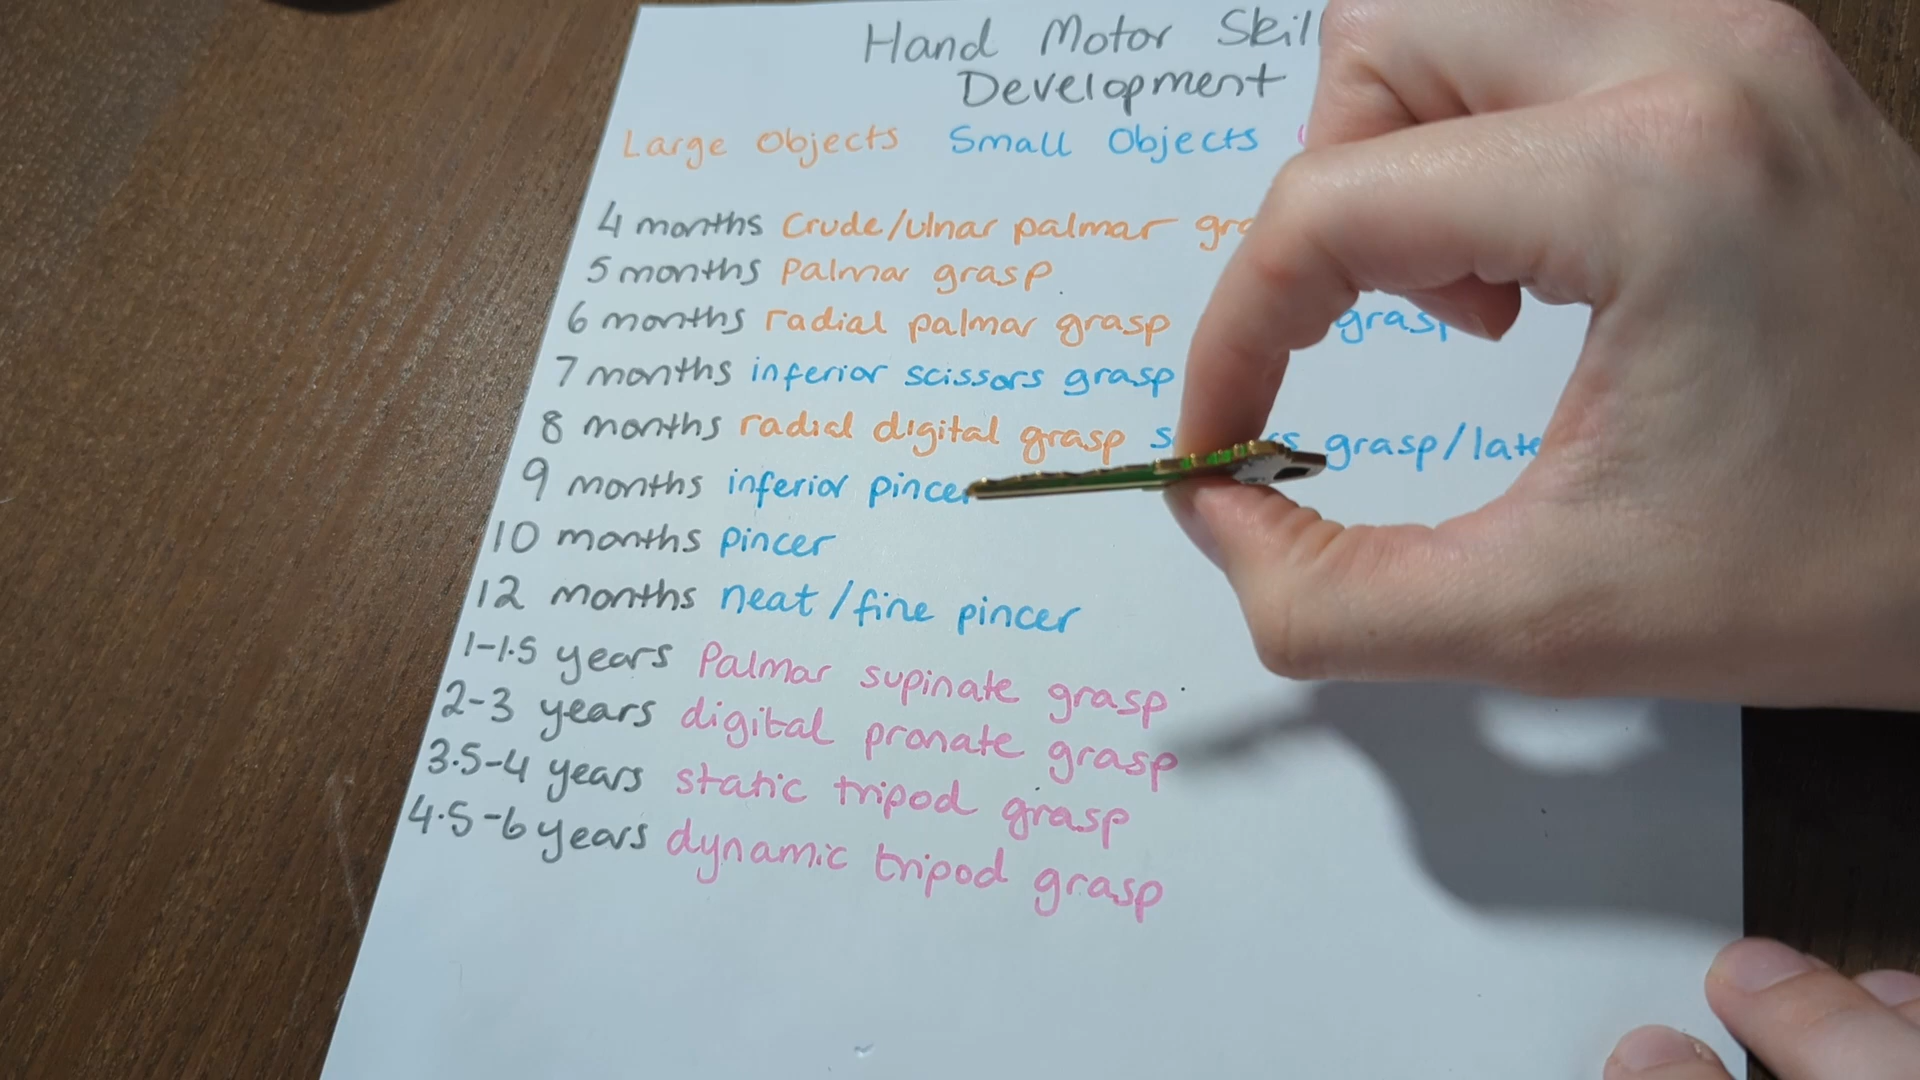 Hand Motor Skil
Development
Large Objects Small Objects
4 months Crude/ulnar palmar gra
5 months Palmar grasp
6 months radial palmar grasp grasp
7 months inferior scissors grasp
8 months radial digital grasp s rs grasp/late
9 months inferior pincer
10 months pincer
12 months neat/fine pincer
1-1.5 years Palmar supinate grasp
2-3 years digital pronate grasp
3.5-4 years static tripod grasp
4.5-6 years dynamic tripod grasp